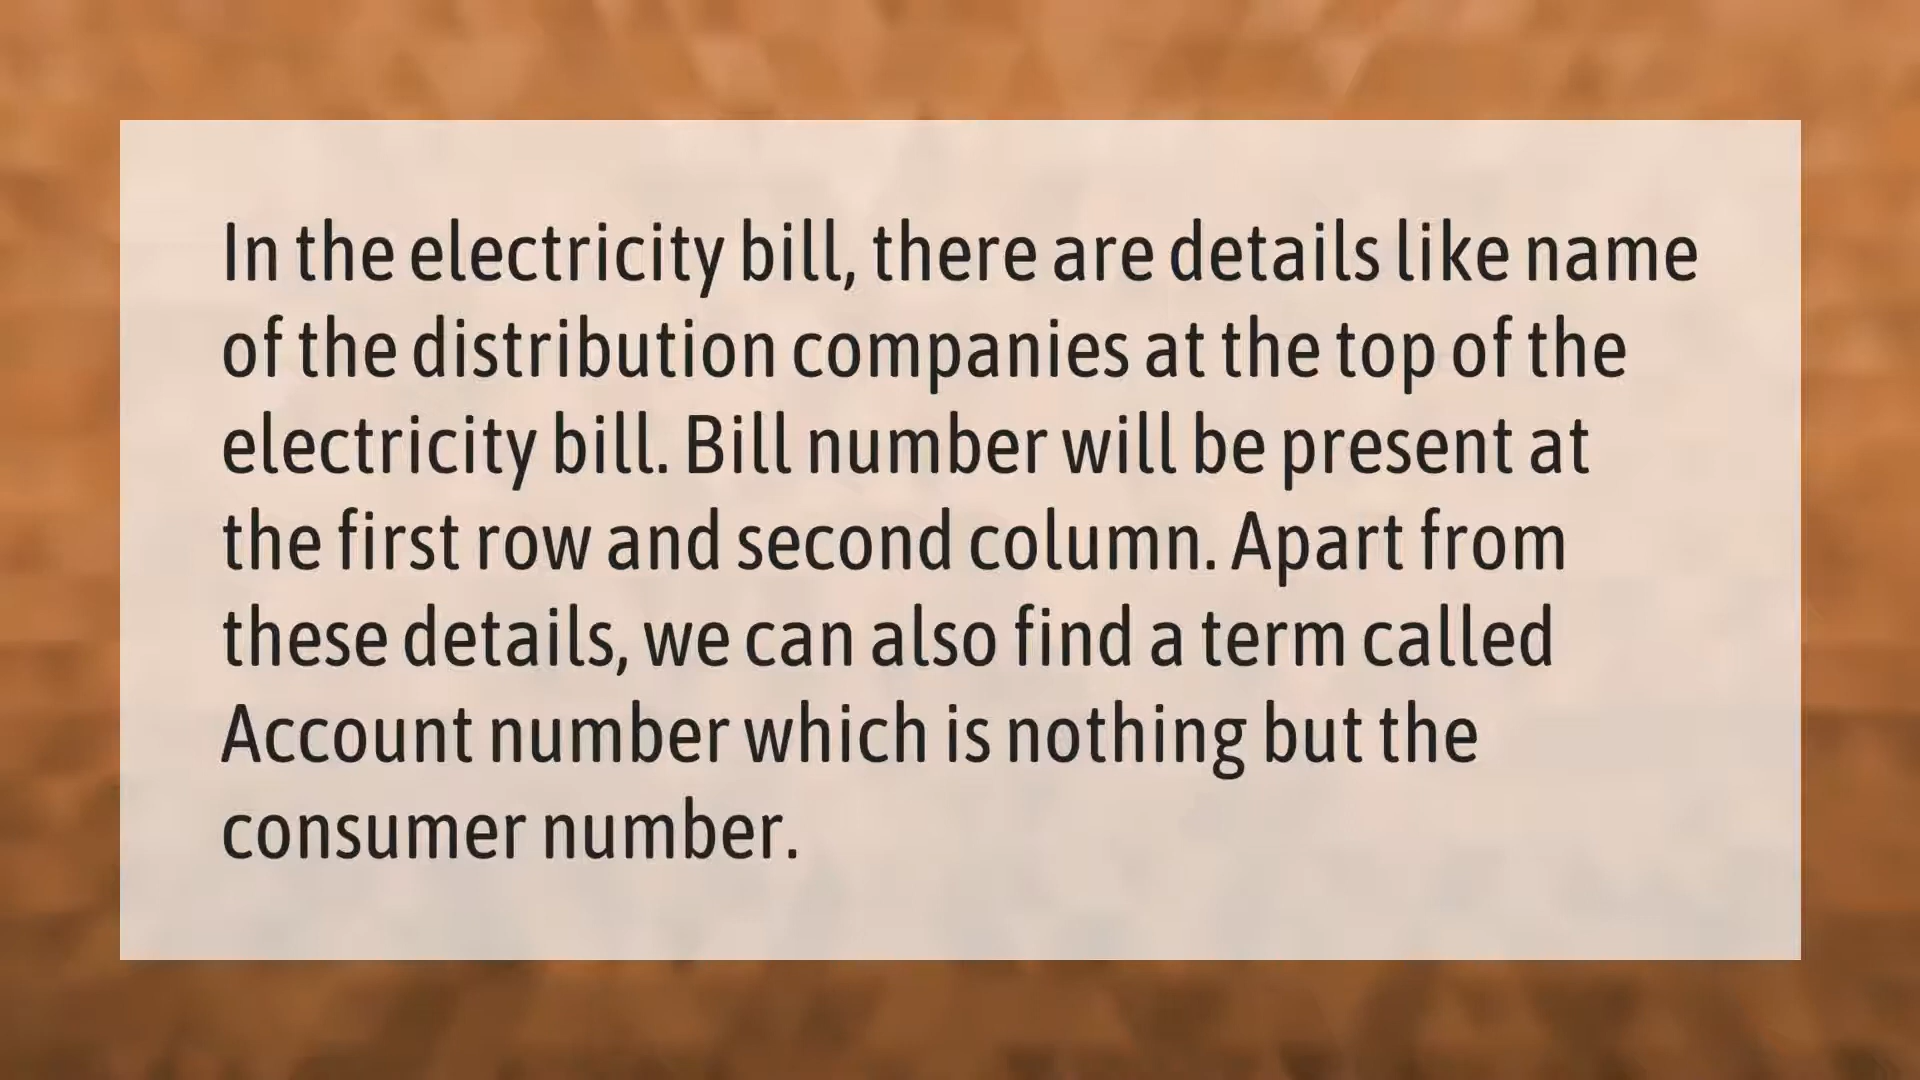 In the electricity bill, there are details like name
of the distribution companies at the top of the
electricity bill. Bill number will be present at
the first row and second column. Apart from
these details, we can also find a term called
Account number which is nothing but the
consumer number.